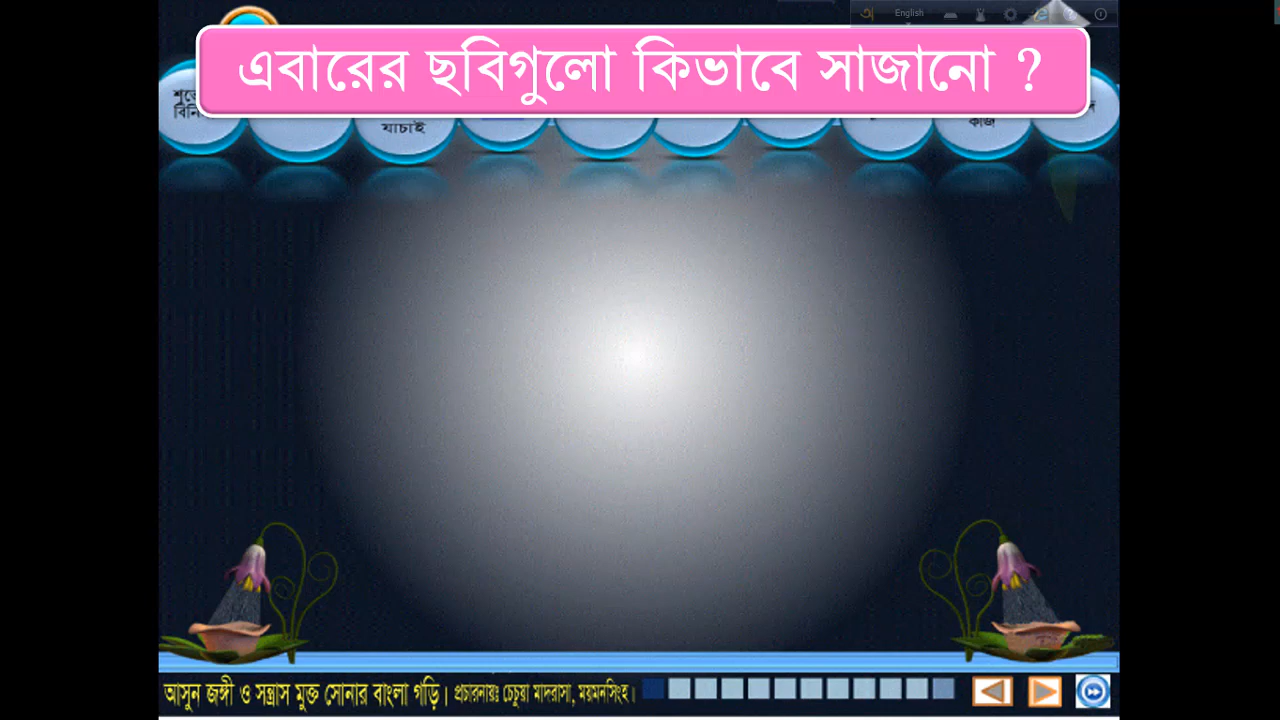 English
এবারের ছবিগুলো কিভাবে সাজানো ?
যাচাই
কাজ
আসুন জঙ্গী ও সন্ত্রাস মুক্ত সোনার বাংলা গড়ি। প্রচারনায়ঃ চেচুয়া মাদরাসা, ময়মনসিংহ।